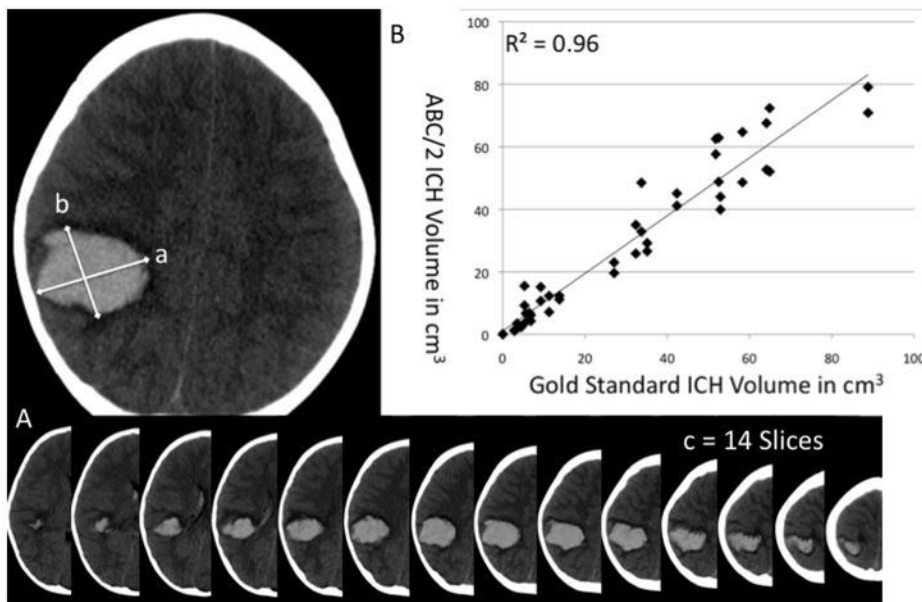 b
a
A
c = 14 Slices
B
R² = 0.96
100
80
60
40
20
0
ABC/2 ICH Volume in cm³
0
20
40
60
80
100
Gold Standard ICH Volume in cm³